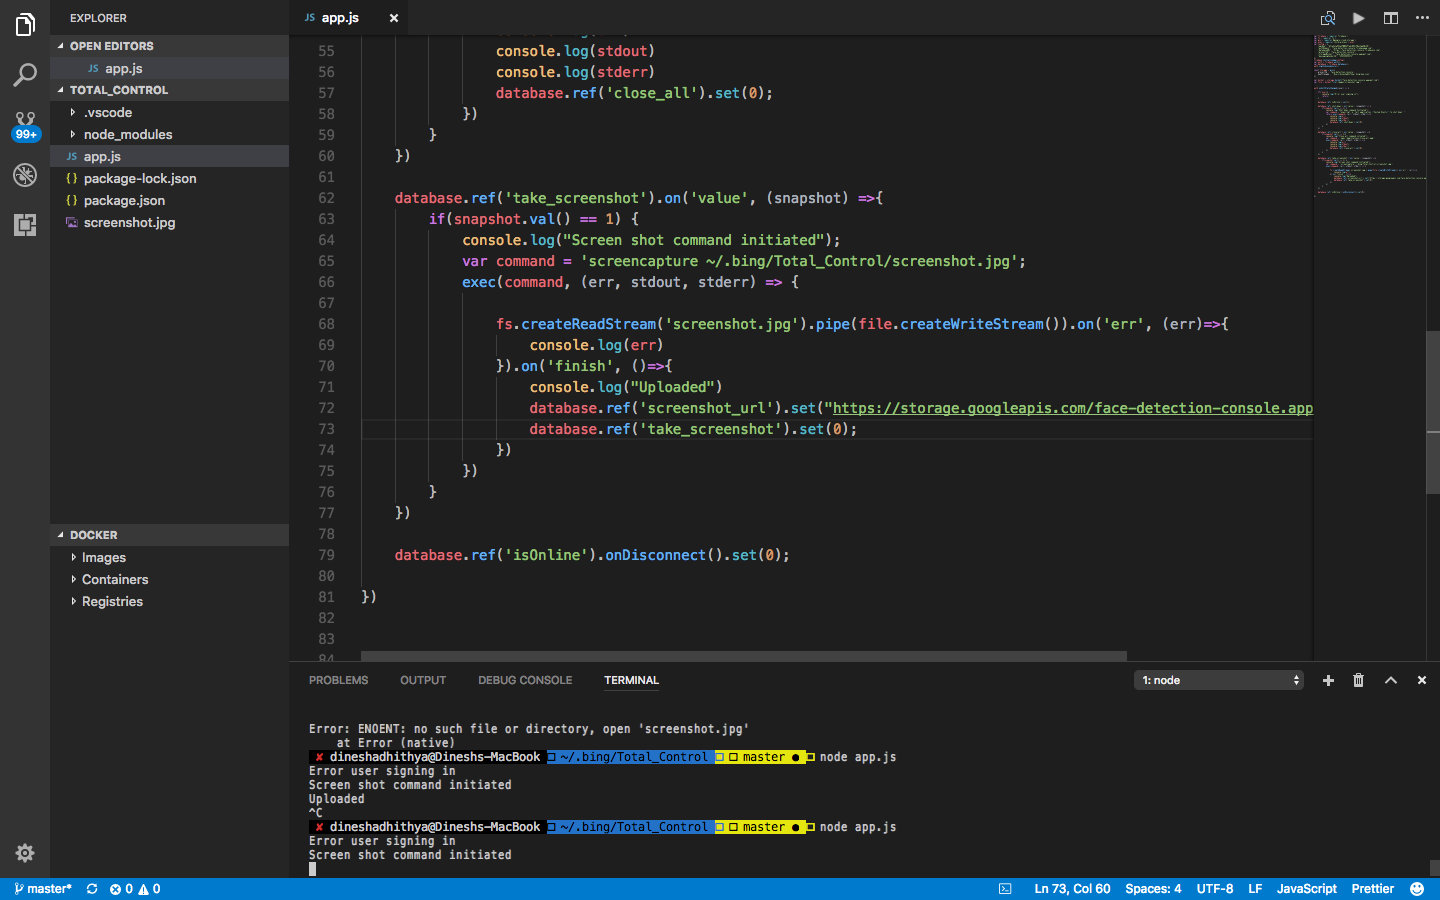 EXPLORER
OPEN EDITORS
JS app.js
TOTAL_CONTROL
.vscode
node_modules
JS app.js
{} package-lock.json
{} package.json
screenshot.jpg
99+
DOCKER
Images
Containers
Registries
JS app.js
55 console.log(stdout)
56 console.log(stderr)
57 database.ref('close_all').set(0);
58 })
59 }
60 })
61
62 database.ref('take_screenshot').on('value', (snapshot) =>{
63 if(snapshot.val() == 1) {
64 console.log("Screen shot command initiated");
65 var command = 'screencapture ~/.bing/Total_Control/screenshot.jpg';
66 exec(command, (err, stdout, stderr) => {
67
68 fs.createReadStream('screenshot.jpg').pipe(file.createWriteStream()).on('err', (err)=>{
69 console.log(err)
70 }).on('finish', ()=>{
71 console.log("Uploaded")
72 database.ref('screenshot_url').set("https://storage.googleapis.com/face-detection-console.app
73 database.ref('take_screenshot').set(0);
74 })
75 })
76 }
77 })
78
79 database.ref('isOnline').onDisconnect().set(0);
80
81 })
82
83
84
PROBLEMS OUTPUT DEBUG CONSOLE TERMINAL 1: node
Error: ENOENT: no such file or directory, open 'screenshot.jpg'
at Error (native)
✘ dineshadhithya@Dineshs-MacBook ~/.bing/Total_Control master ● node app.js
Error user signing in
Screen shot command initiated
Uploaded
^C
✘ dineshadhithya@Dineshs-MacBook ~/.bing/Total_Control master ● node app.js
Error user signing in
Screen shot command initiated
master* 0 0 Ln 73, Col 60 Spaces: 4 UTF-8 LF JavaScript Prettier